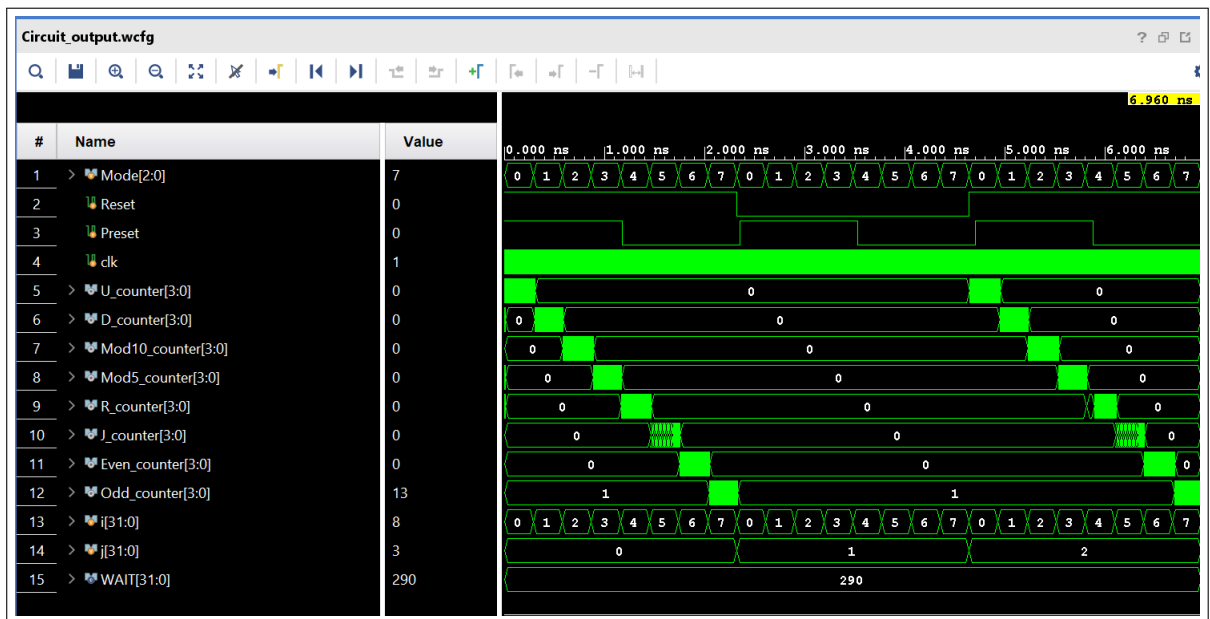 Circuit_output.wcfg ?
6.960 ns
# Name Value 0.000 ns 1.000 ns 2.000 ns 3.000 ns 4.000 ns 5.000 ns 6.000 ns
1 > Mode[2:0] 7 0 1 2 3 4 5 6 7 0 1 2 3 4 5 6 7 0 1 2 3 4 5 6 7
2 Reset 0
3 Preset 0
4 clk 1
5 > U_counter[3:0] 0 0 0
6 > D_counter[3:0] 0 0 0 0
7 > Mod10_counter[3:0] 0 0 0 0
8 > Mod5_counter[3:0] 0 0 0 0
9 > R_counter[3:0] 0 0 0 0
10 > J_counter[3:0] 0 0 0 0
11 > Even_counter[3:0] 0 0 0 0
12 > Odd_counter[3:0] 13 1 1
13 > i[31:0] 8 0 1 2 3 4 5 6 7 0 1 2 3 4 5 6 7 0 1 2 3 4 5 6 7
14 > j[31:0] 3 0 1 2
15 > WAIT[31:0] 290 290